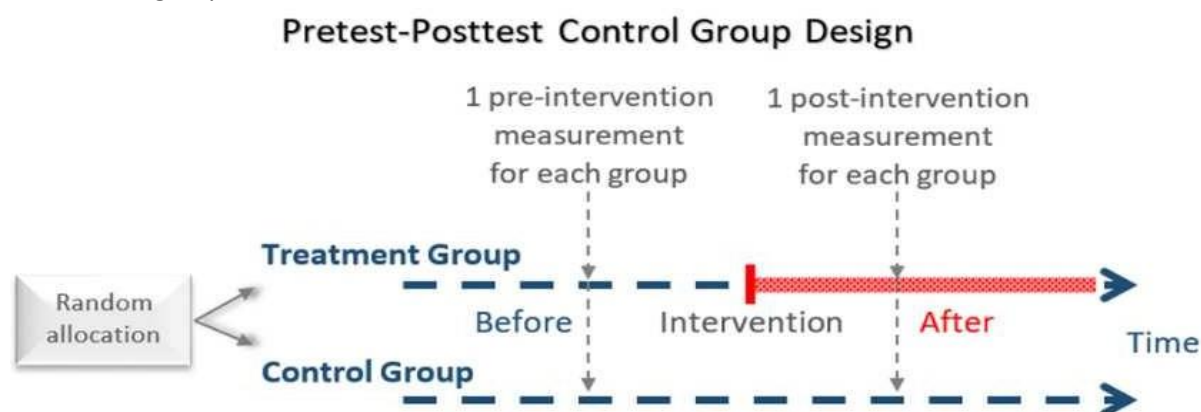 Pretest-Posttest Control Group Design
1 pre-intervention
measurement
for each group
1 post-intervention
measurement
for each group
Treatment Group
Random
allocation
Before
Intervention
After
Time
Control Group